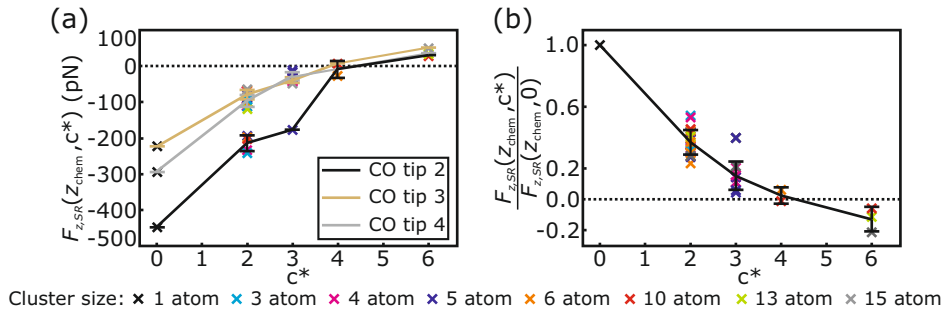 (a)
F_z,SR(z_chem,c*) (pN)
100
0
-100
-200
-300
-400
-500
CO tip 2
CO tip 3
CO tip 4
0 1 2 3 4 5 6
c*
(b)
F_z,SR(z_chem,c*)
F_z,SR(z_chem,0)
1.0
0.6
0.2
0.0
-0.2
0 1 2 3 4 5 6
c*
Cluster size: × 1 atom × 3 atom × 4 atom × 5 atom × 6 atom × 10 atom × 13 atom × 15 atom